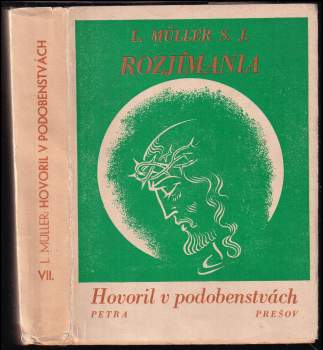 VII. L. MÜLLER: HOVORIL V PODOBENSTVÁCH
L. MÜLLER S. J.
ROZJÍMANIA
Hovoril v podobenstvách
PETRA PREŠOV